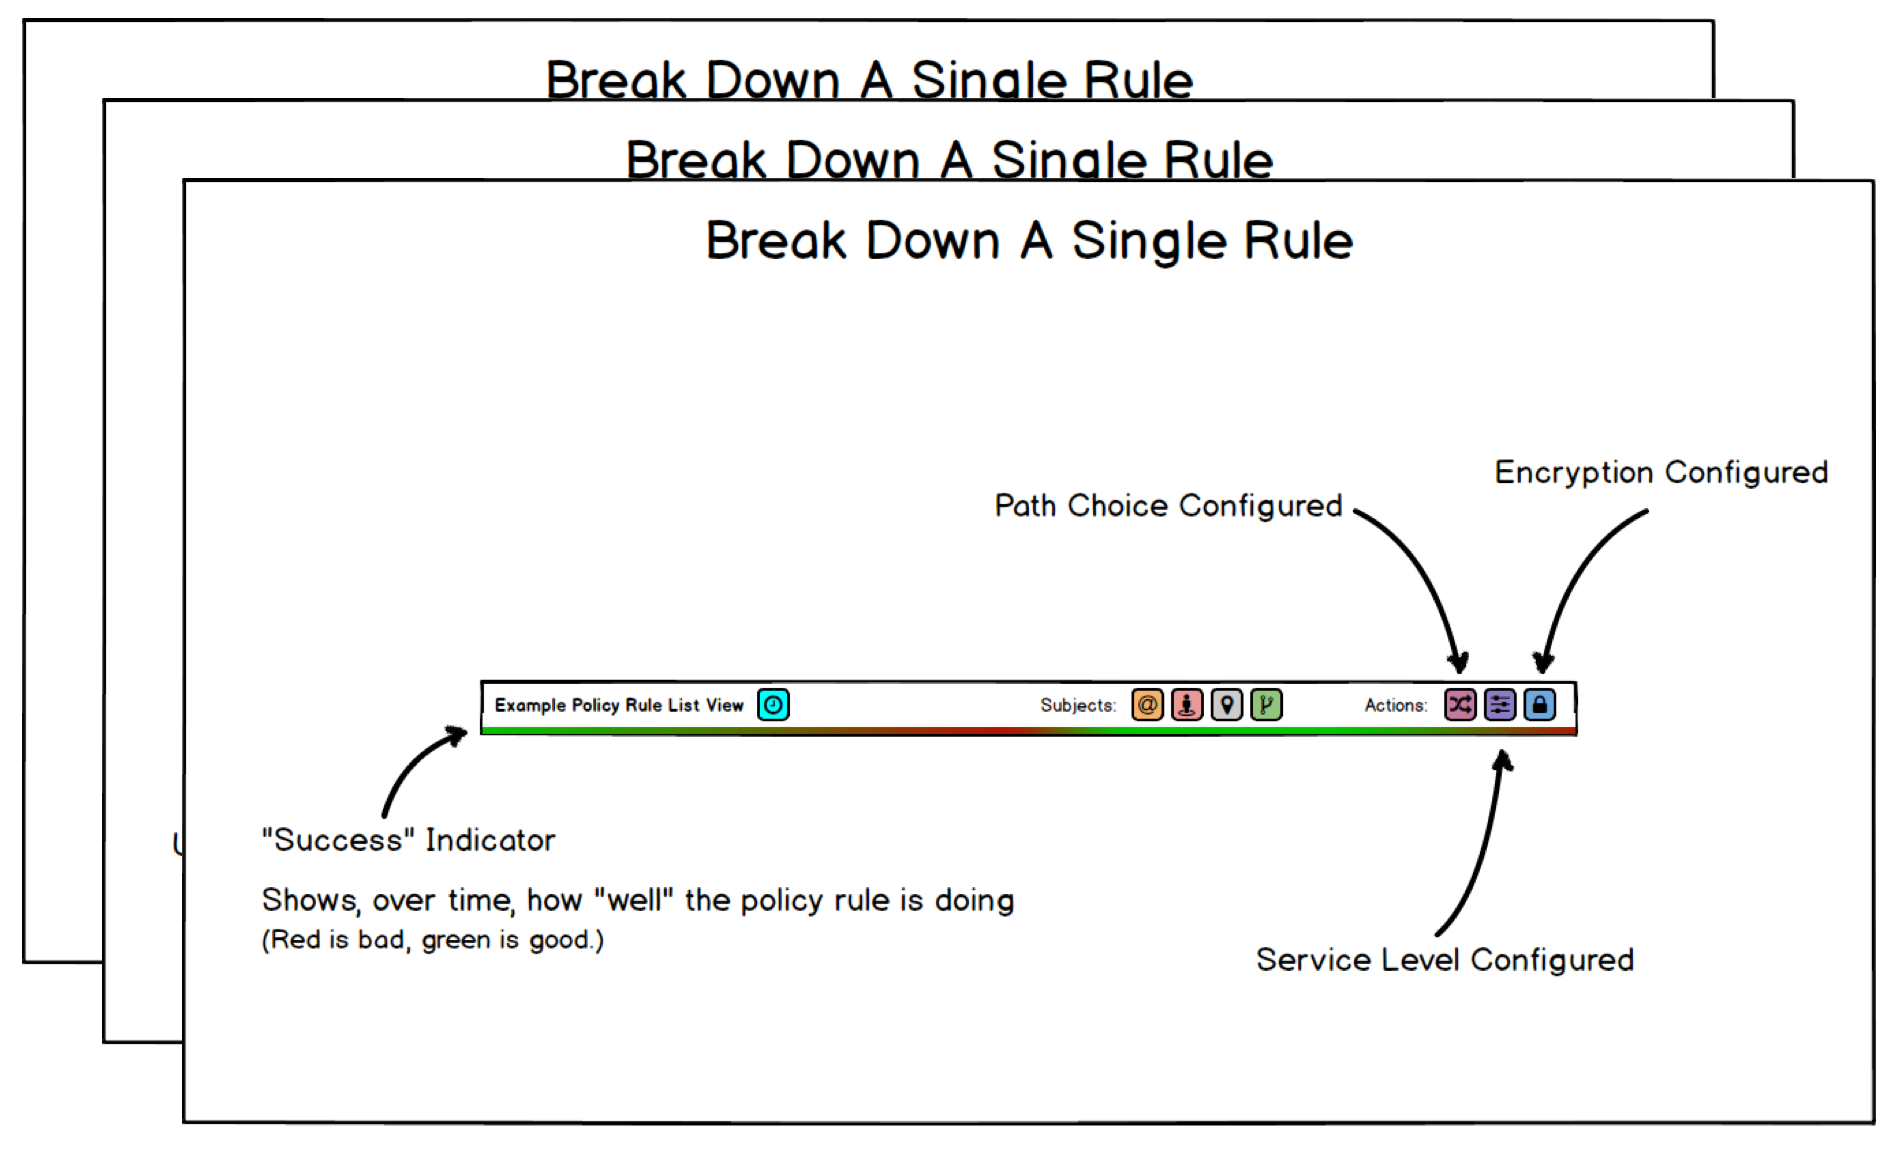 Break Down A Single Rule
Break Down A Single Rule
Break Down A Single Rule
Encryption Configured
Path Choice Configured
Example Policy Rule List View Subjects: @ Actions:
"Success" Indicator
Shows, over time, how "well" the policy rule is doing
(Red is bad, green is good.)
Service Level Configured